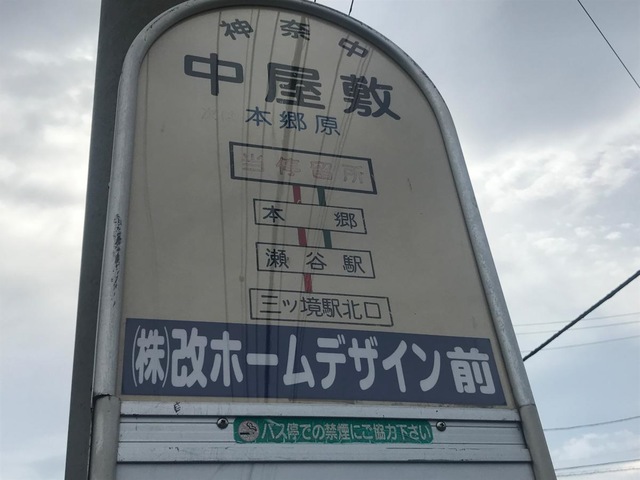 神奈中
中屋敷
本郷原
当停留所
本郷
瀬谷駅
三ッ境駅北口
(株)改ホームデザイン前
バス停での禁煙にご協力下さい